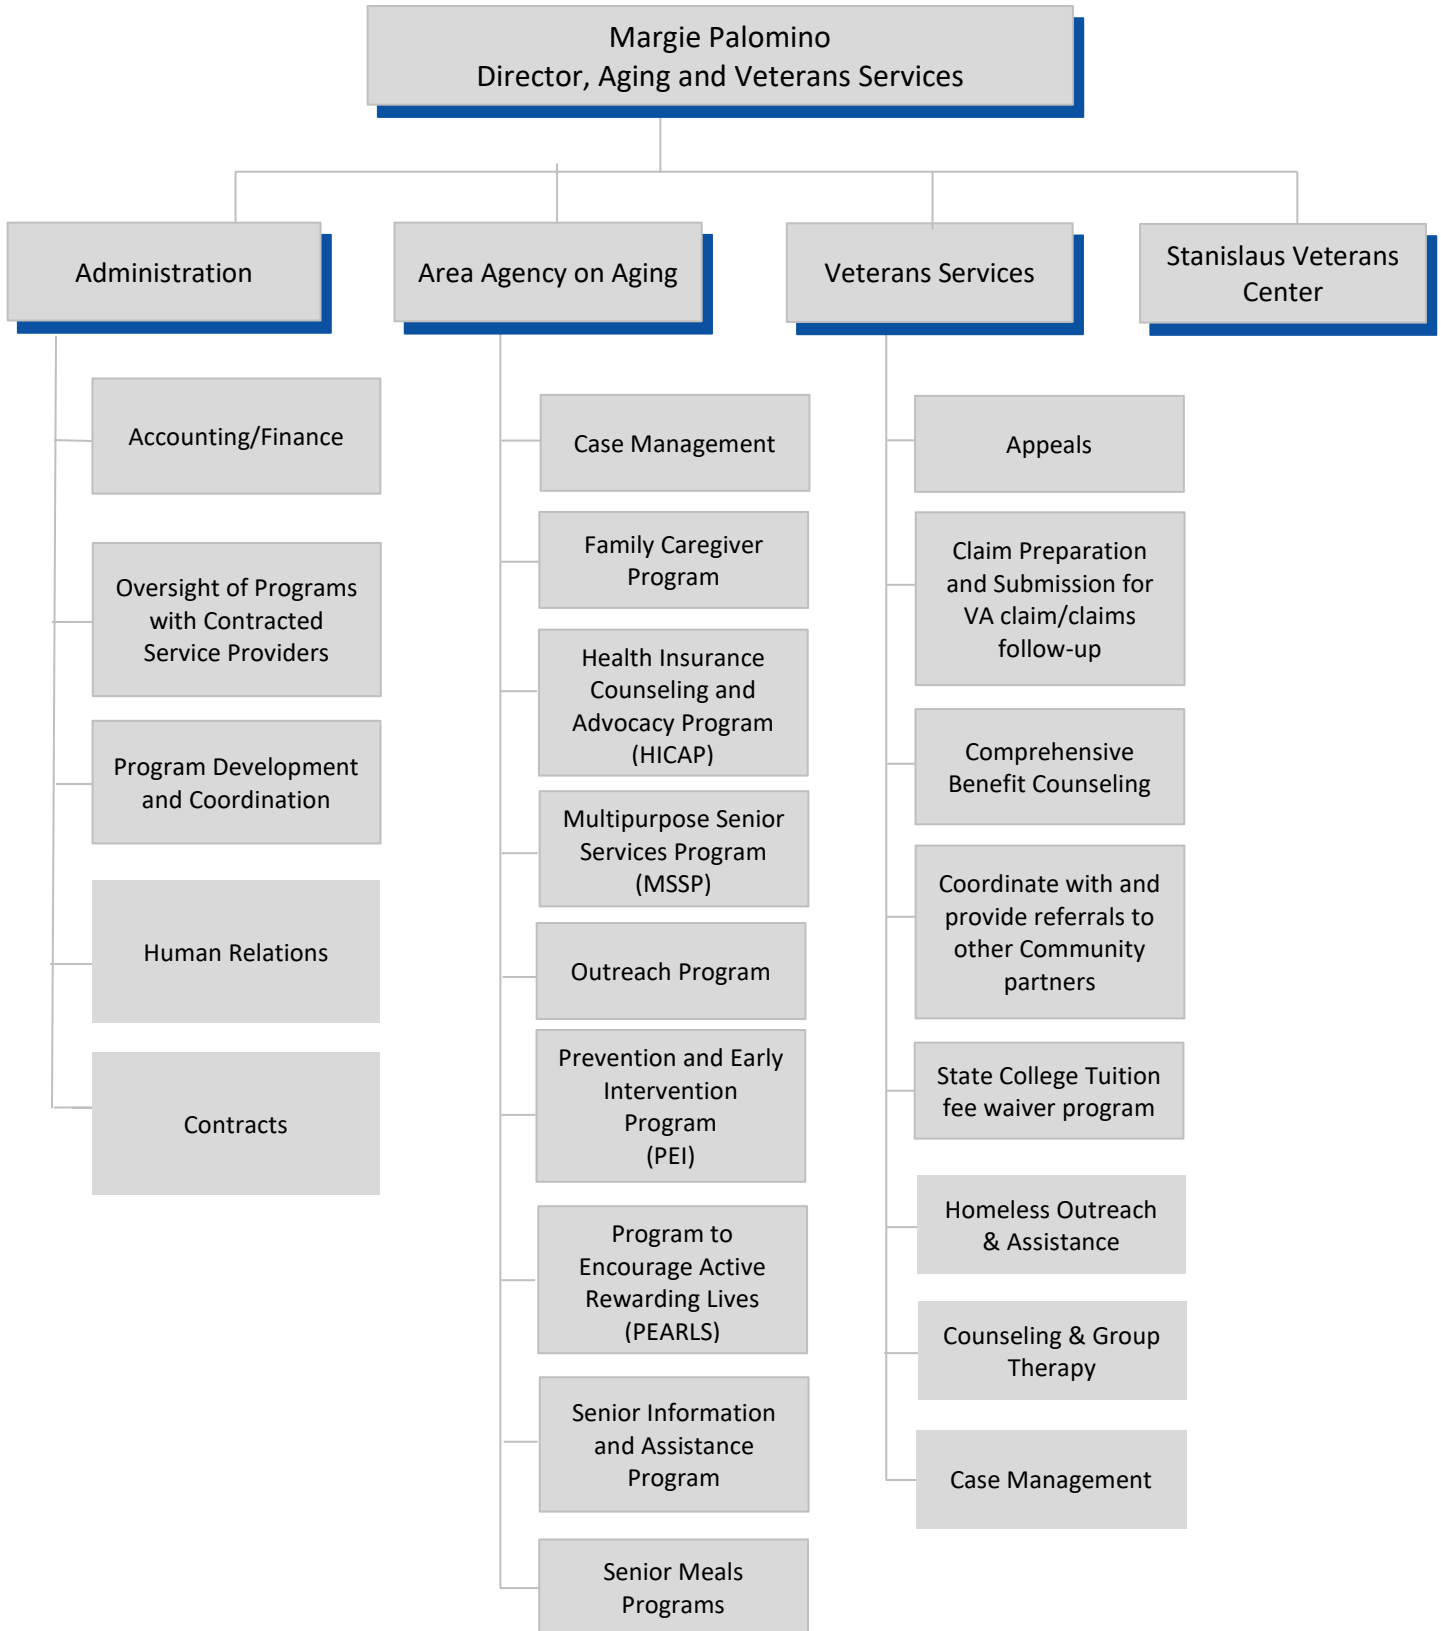 Margie Palomino
Director, Aging and Veterans Services
Administration
Area Agency on Aging
Veterans Services
Stanislaus Veterans
Center
Accounting/Finance
Oversight of Programs
with Contracted
Service Providers
Program Development
and Coordination
Human Relations
Contracts
Case Management
Family Caregiver
Program
Health Insurance
Counseling and
Advocacy Program
(HICAP)
Multipurpose Senior
Services Program
(MSSP)
Outreach Program
Prevention and Early
Intervention
Program
(PEI)
Program to
Encourage Active
Rewarding Lives
(PEARLS)
Senior Information
and Assistance
Program
Senior Meals
Programs
Appeals
Claim Preparation
and Submission for
VA claim/claims
follow-up
Comprehensive
Benefit Counseling
Coordinate with and
provide referrals to
other Community
partners
State College Tuition
fee waiver program
Homeless Outreach
& Assistance
Counseling & Group
Therapy
Case Management